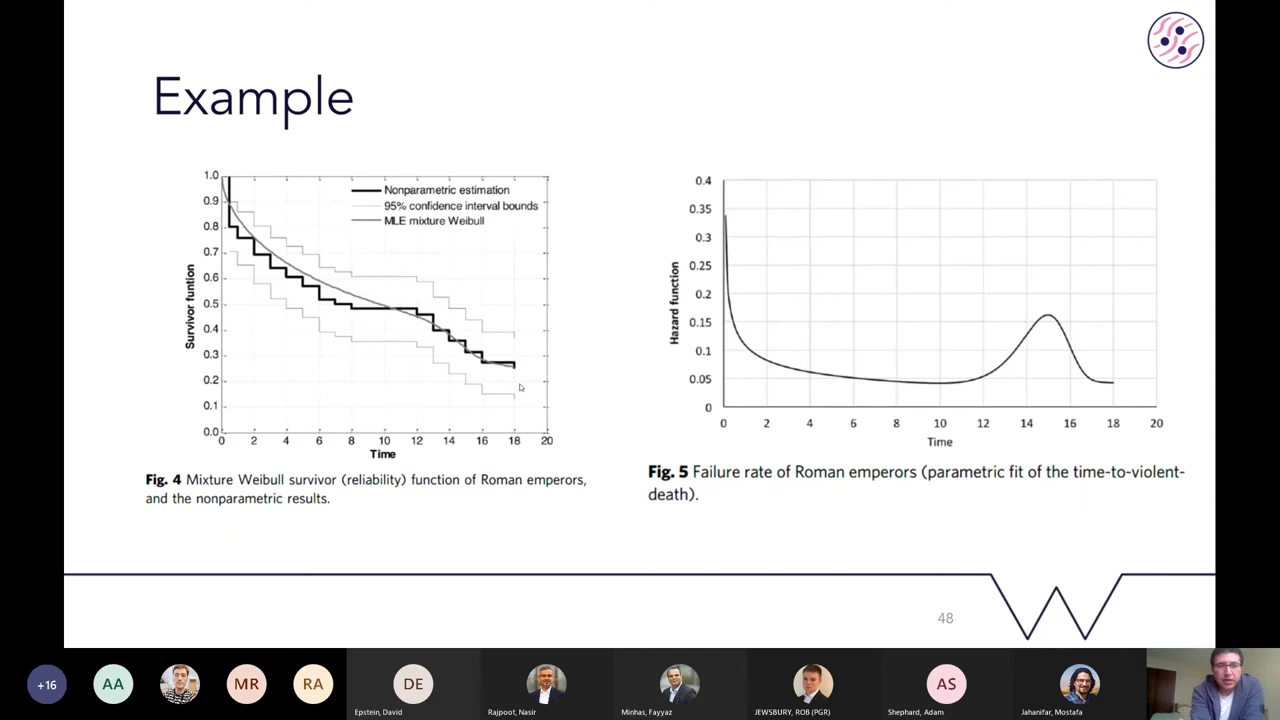 Example
1.0
0.9
0.8
0.7
0.6
0.5
0.4
0.3
0.2
0.1
0.0
Survivor funtion
Nonparametric estimation
95% confidence interval bounds
MLE mixture Weibull
0 2 4 6 8 10 12 14 16 18 20
Time
Fig. 4 Mixture Weibull survivor (reliability) function of Roman emperors,
and the nonparametric results.
0.4
0.35
0.3
0.25
0.2
0.15
0.1
0.05
0
Hazard function
0 2 4 6 8 10 12 14 16 18 20
Time
Fig. 5 Failure rate of Roman emperors (parametric fit of the time-to-violent-
death).
48
+16
AA
MR
RA
DE
Epstein, David
Rajpoot, Nasir
Minhas, Fayyaz
JEWSBURY, ROB (PGR)
AS
Shephard, Adam
Jahanifar, Mostafa